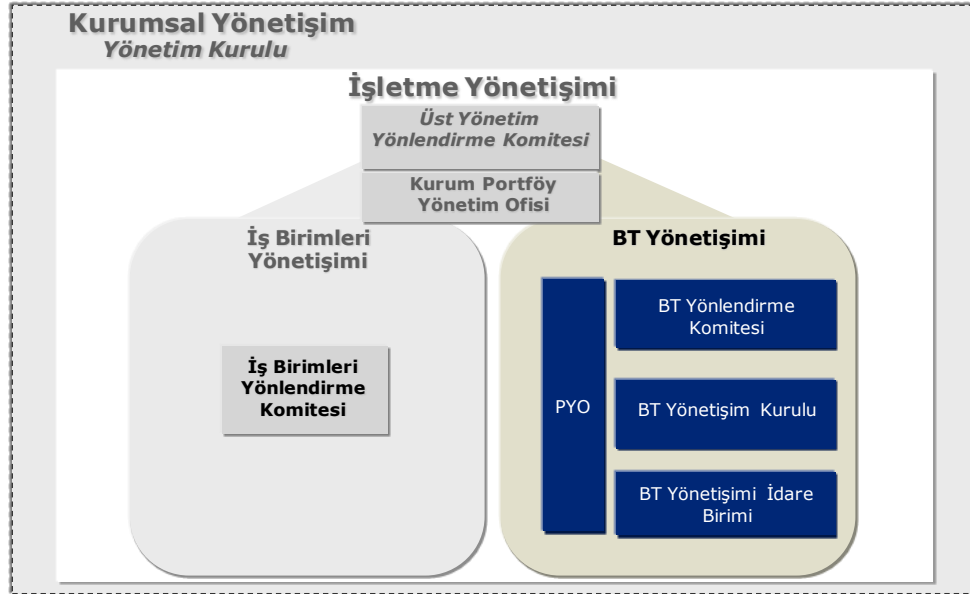 Kurumsal Yönetişim
Yönetim Kurulu
İşletme Yönetişimi
Üst Yönetim
Yönlendirme Komitesi
Kurum Portföy
Yönetim Ofisi
İş Birimleri
Yönetişimi
İş Birimleri
Yönlendirme
Komitesi
BT Yönetişimi
PYO
BT Yönlendirme
Komitesi
BT Yönetişim Kurulu
BT Yönetişimi İdare
Birimi